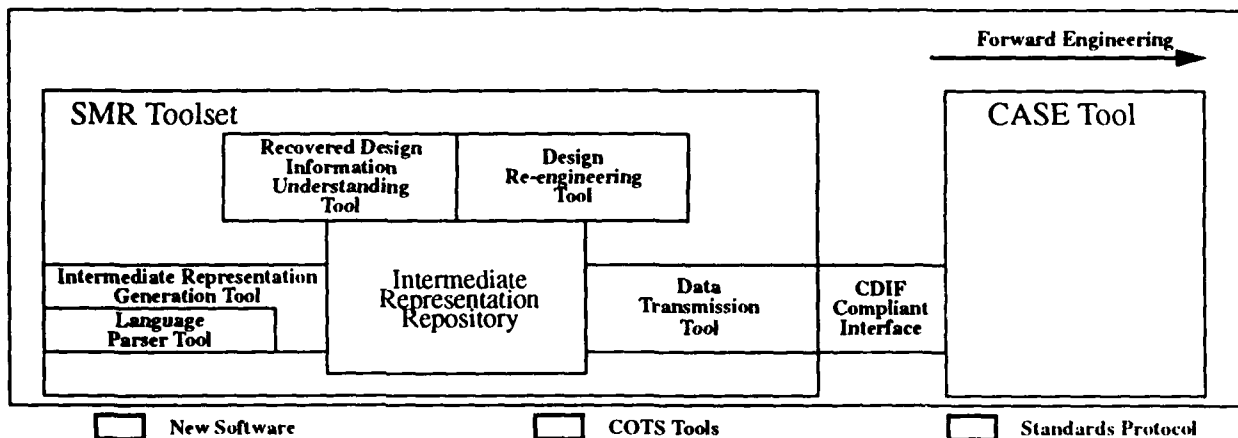 Forward Engineering
SMR Toolset
CASE Tool
Recovered Design
Information
Understanding
Tool
Design
Re-engineering
Tool
Intermediate Representation
Generation Tool
Language
Parser Tool
Intermediate
Representation
Repository
Data
Transmission
Tool
CDIF
Compliant
Interface
New Software
COTS Tools
Standards Protocol